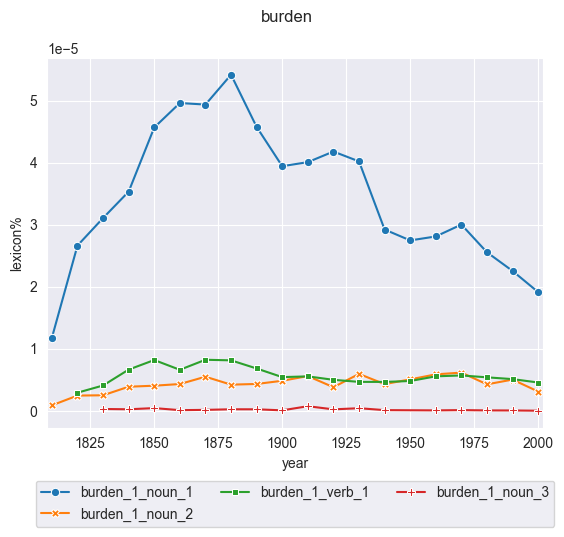 burden
1e−5
5
4
3
2
1
0
lexicon%
1825 1850 1875 1900 1925 1950 1975 2000
year
burden_1_noun_1 burden_1_verb_1 burden_1_noun_3
burden_1_noun_2